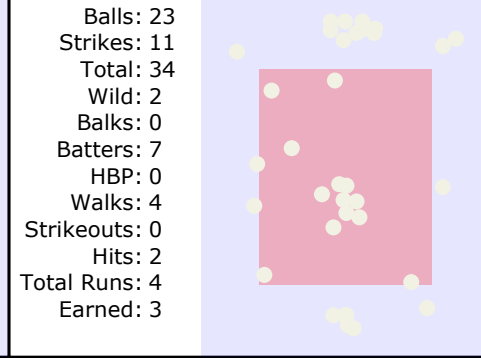 Balls: 23
Strikes: 11
Total: 34
Wild: 2
Balks: 0
Batters: 7
HBP: 0
Walks: 4
Strikeouts: 0
Hits: 2
Total Runs: 4
Earned: 3